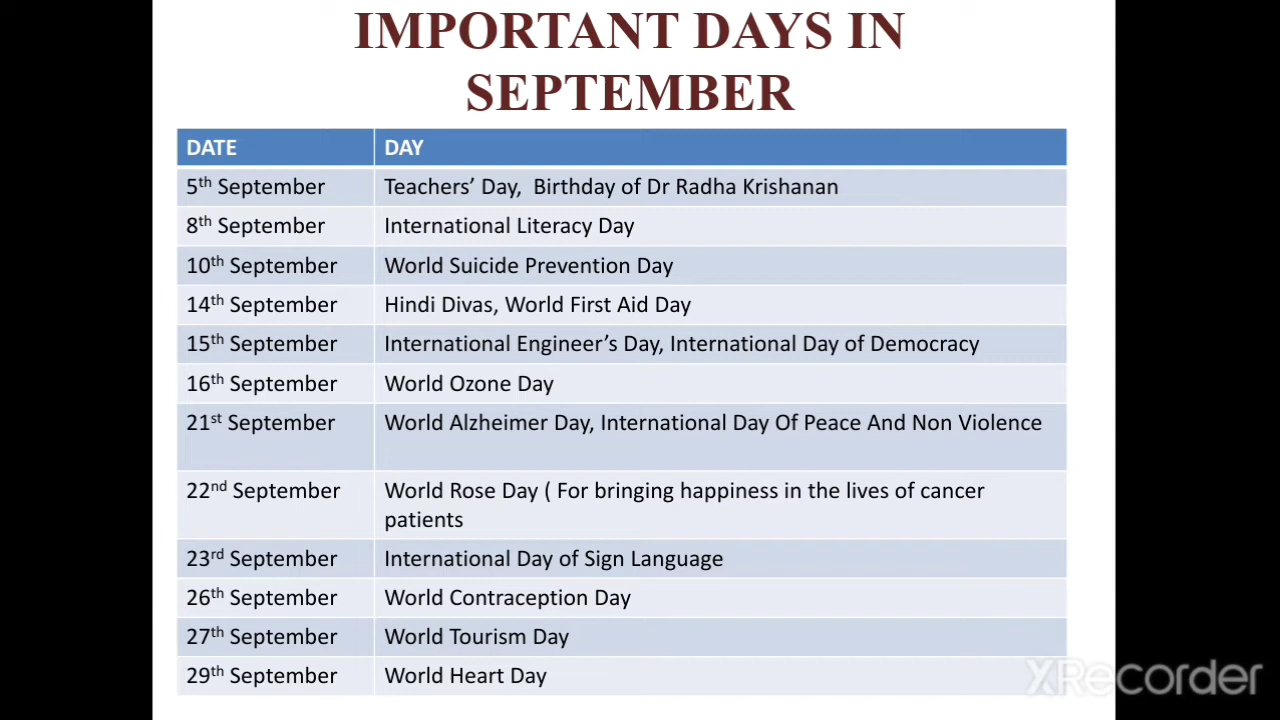 IMPORTANT DAYS IN
SEPTEMBER
DATE DAY
5th September Teachers’ Day, Birthday of Dr Radha Krishanan
8th September International Literacy Day
10th September World Suicide Prevention Day
14th September Hindi Divas, World First Aid Day
15th September International Engineer’s Day, International Day of Democracy
16th September World Ozone Day
21st September World Alzheimer Day, International Day Of Peace And Non Violence
22nd September World Rose Day ( For bringing happiness in the lives of cancer
patients
23rd September International Day of Sign Language
26th September World Contraception Day
27th September World Tourism Day
29th September World Heart Day
XRecorder